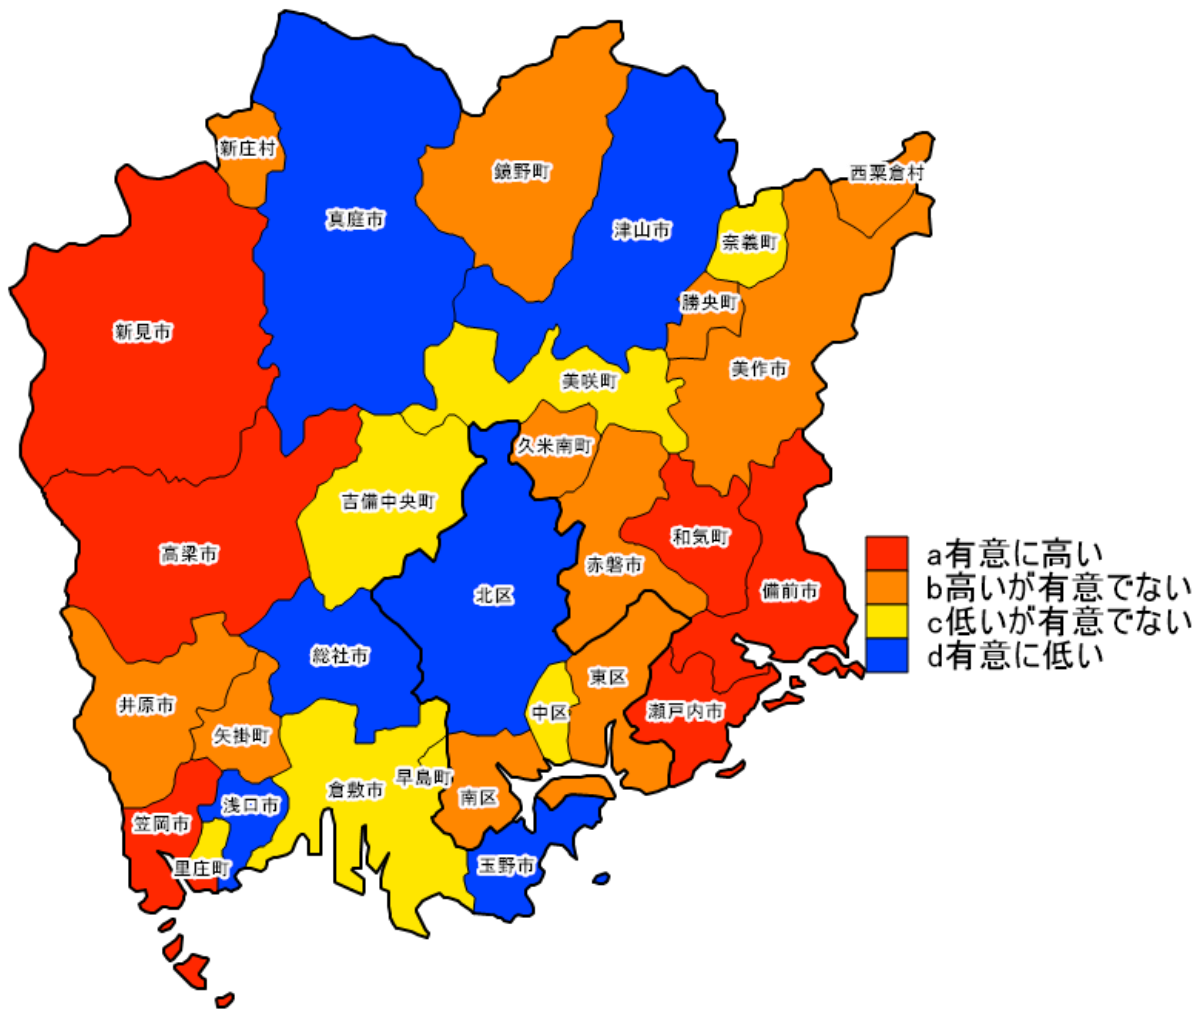 新庄村
鏡野町
西粟倉村
真庭市
津山市
奈義町
勝央町
新見市
美作市
美咲町
久米南町
吉備中央町
和気町
高梁市
赤磐市
備前市
北区
総社市
東区
井原市
中区
瀬戸内市
矢掛町
早島町
倉敷市
南区
浅口市
笠岡市
里庄町
玉野市
a有意に高い
b高いが有意でない
c低いが有意でない
d有意に低い